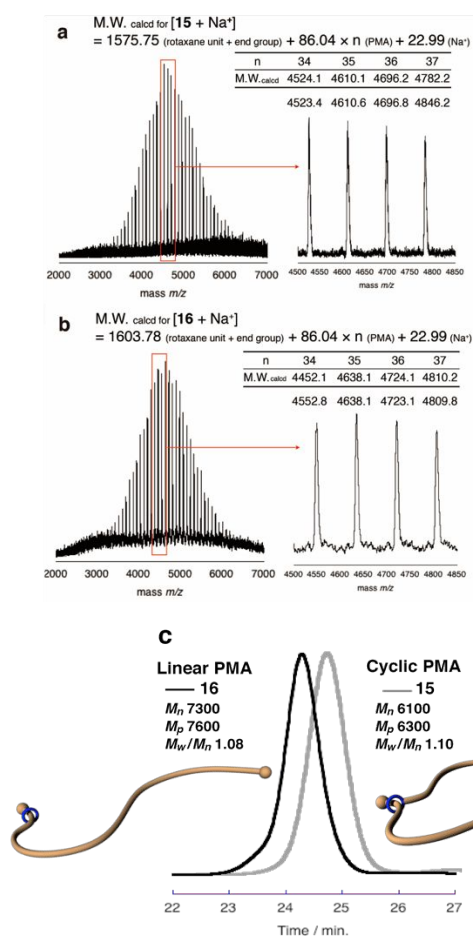 a
M.W. calcd for [15 + Na⁺]
= 1575.75 (rotaxane unit + end group) + 86.04 × n (PMA) + 22.99 (Na⁺)
n 34 35 36 37
M.W.calcd 4524.1 4610.1 4696.2 4782.2
4523.4 4610.6 4696.8 4846.2
2000 3000 4000 5000 6000 7000
mass m/z
4500 4550 4600 4650 4700 4750 4800 4850
mass m/z
b
M.W. calcd for [16 + Na⁺]
= 1603.78 (rotaxane unit + end group) + 86.04 × n (PMA) + 22.99 (Na⁺)
n 34 35 36 37
M.W.calcd 4452.1 4638.1 4724.1 4810.2
4552.8 4638.1 4723.1 4809.8
2000 3000 4000 5000 6000 7000
mass m/z
4500 4550 4600 4650 4700 4750 4800 4850
mass m/z
c
Linear PMA
16
Mn 7300
Mp 7600
Mw/Mn 1.08
Cyclic PMA
15
Mn 6100
Mp 6300
Mw/Mn 1.10
22 23 24 25 26 27
Time / min.